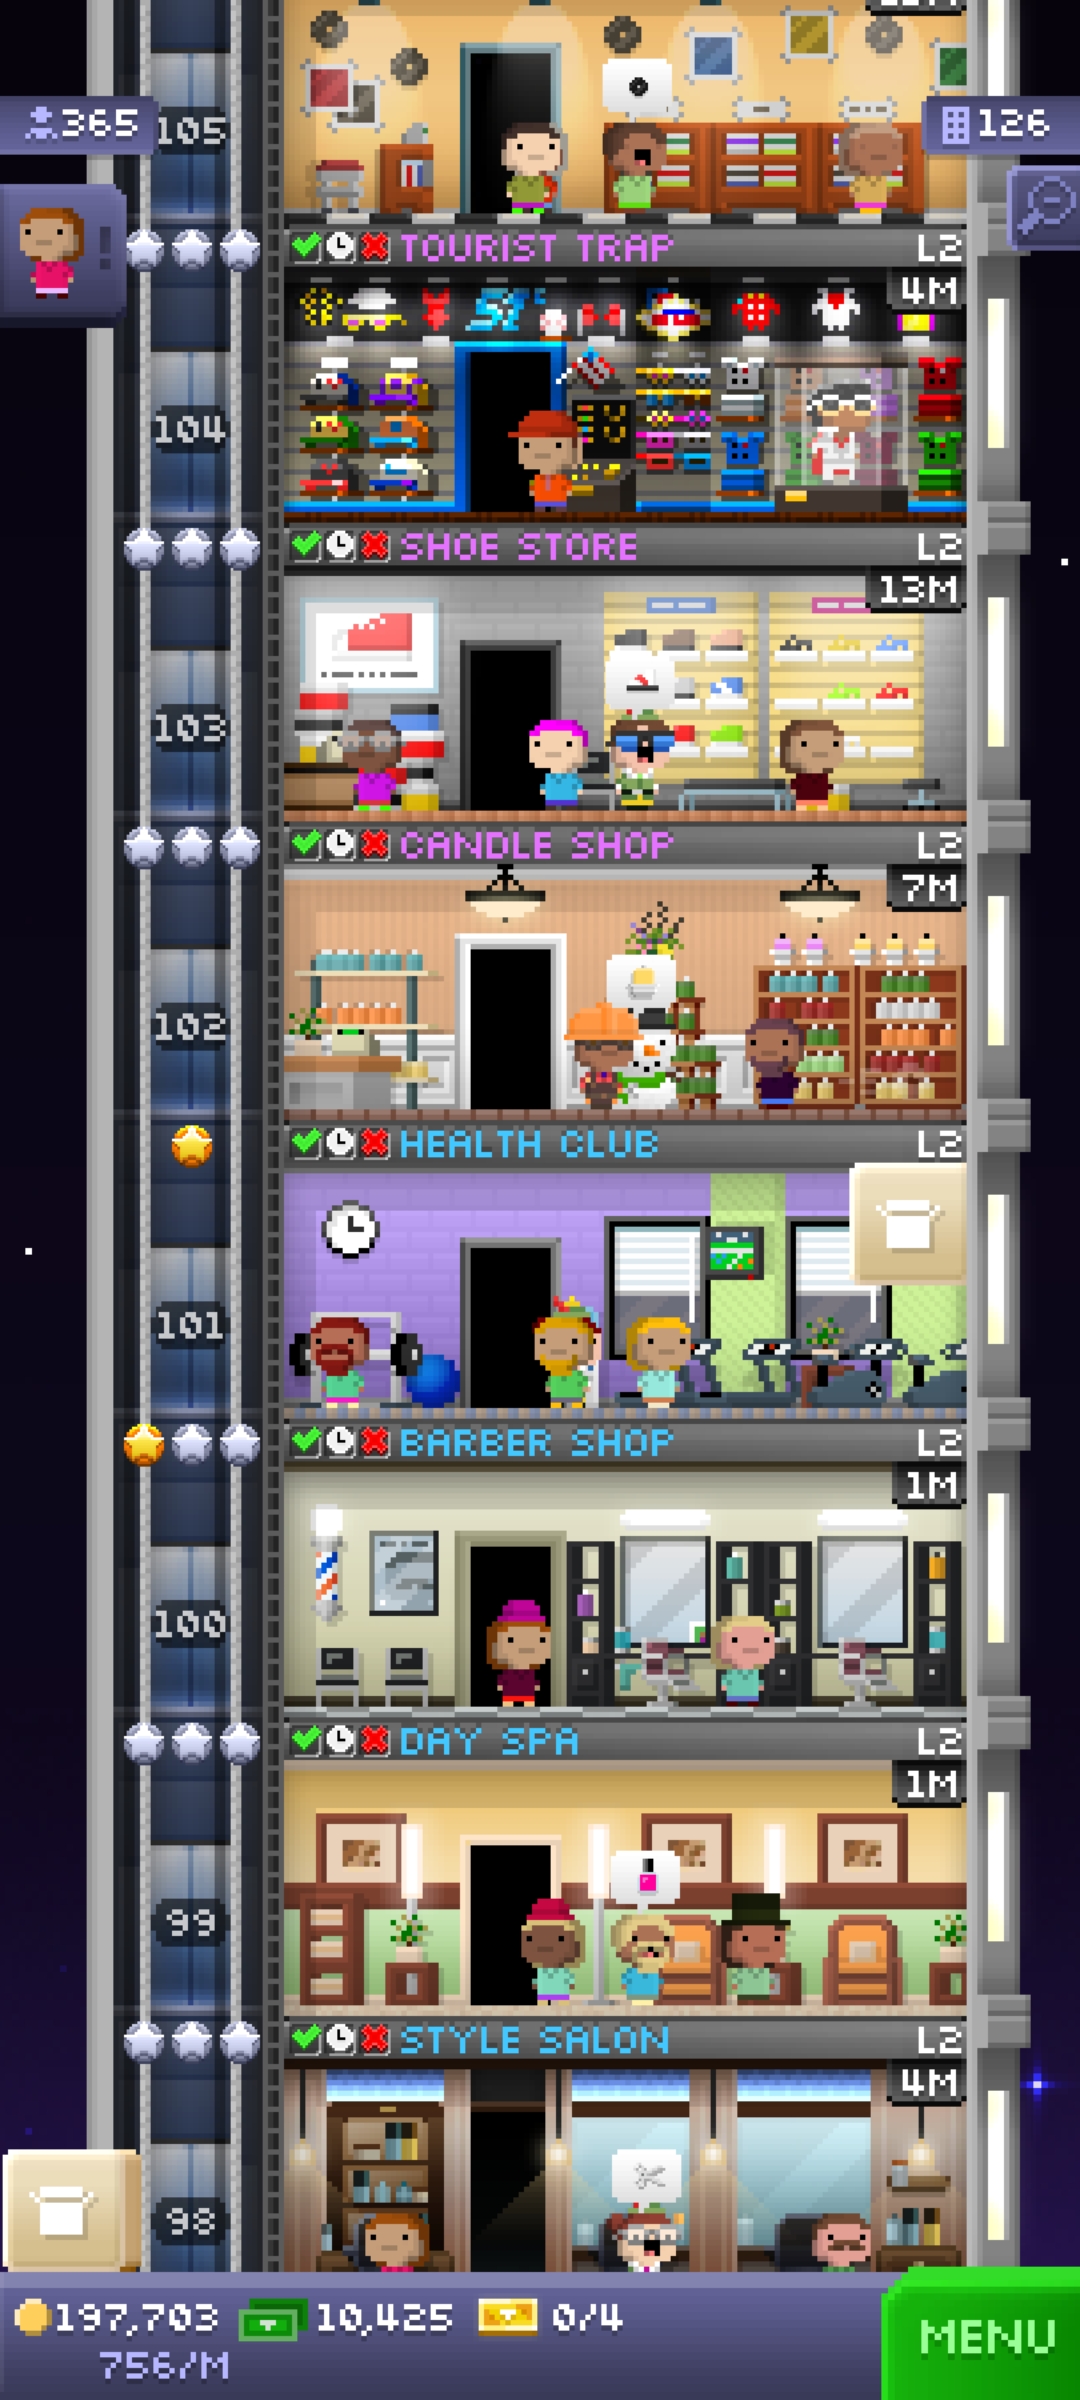 365
105
126
TOURIST TRAP L2
4M
104
SHOE STORE L2
13M
103
CANDLE SHOP L2
7M
102
HEALTH CLUB L2
101
BARBER SHOP L2
1M
100
DAY SPA L2
1M
99
STYLE SALON L2
4M
98
197,703 10,425 0/4
756/M
MENU